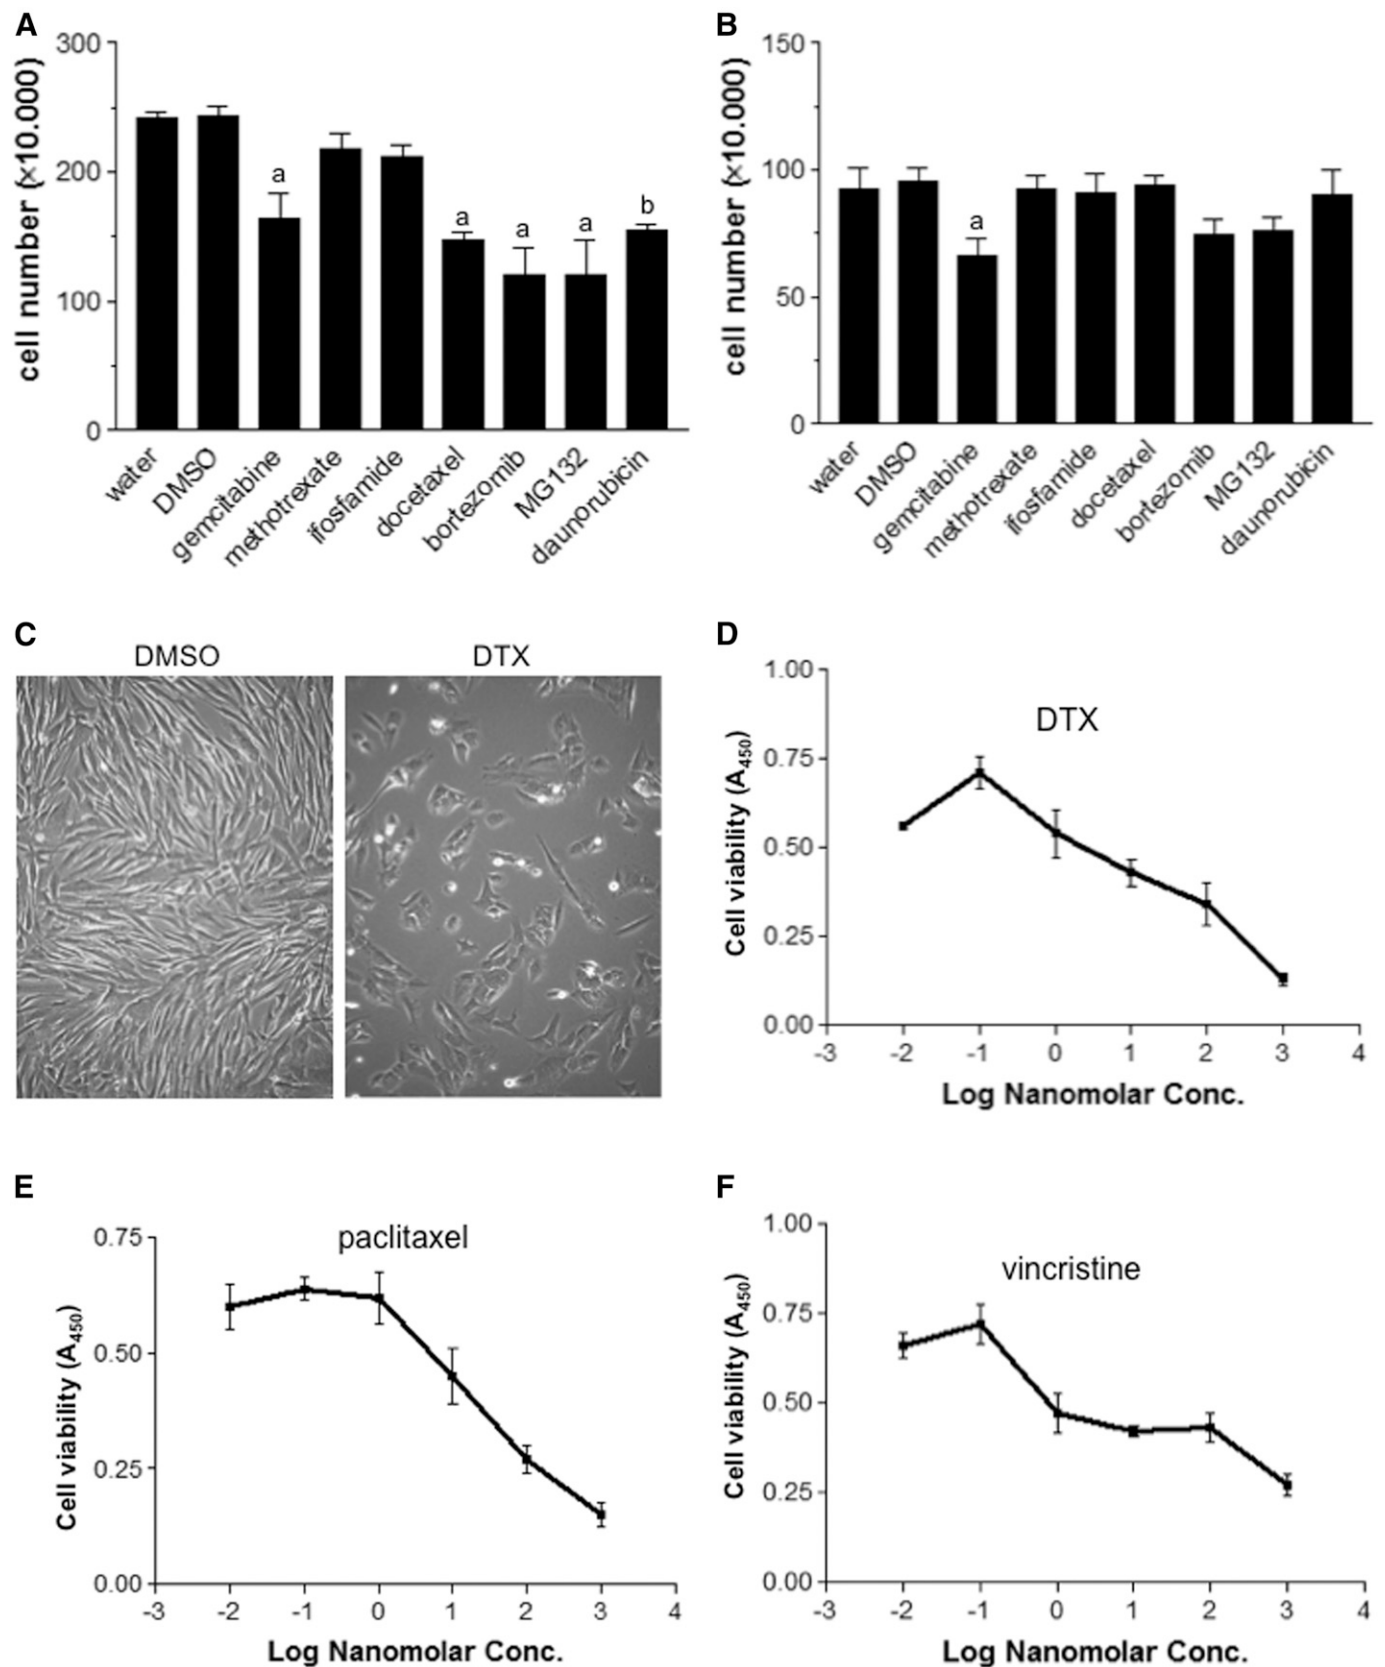 A
cell number (×10.000)
300
200
100
0
a
a
a
a
b
water
DMSO
gemcitabine
methotrexate
ifosfamide
docetaxel
bortezomib
MG132
daunorubicin
B
cell number (×10.000)
150
100
50
0
a
water
DMSO
gemcitabine
methotrexate
ifosfamide
docetaxel
bortezomib
MG132
daunorubicin
C
DMSO
DTX
D
DTX
Cell viability (A450)
1.00
0.75
0.50
0.25
0.00
-3 -2 -1 0 1 2 3 4
Log Nanomolar Conc.
E
paclitaxel
Cell viability (A450)
0.75
0.50
0.25
0.00
-3 -2 -1 0 1 2 3 4
Log Nanomolar Conc.
F
vincristine
Cell viability (A450)
1.00
0.75
0.50
0.25
0.00
-3 -2 -1 0 1 2 3 4
Log Nanomolar Conc.